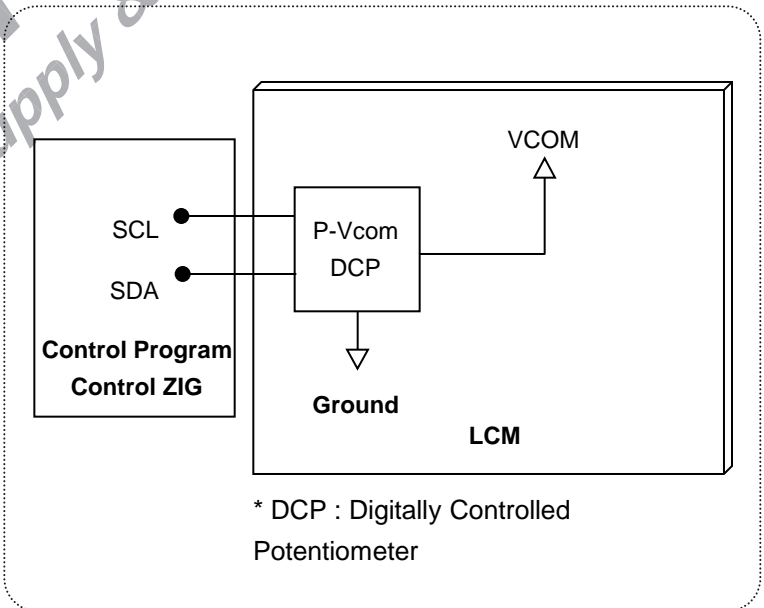 VCOM
SCL
P-Vcom
DCP
SDA
Control Program
Control ZIG
Ground
LCM
* DCP : Digitally Controlled
Potentiometer